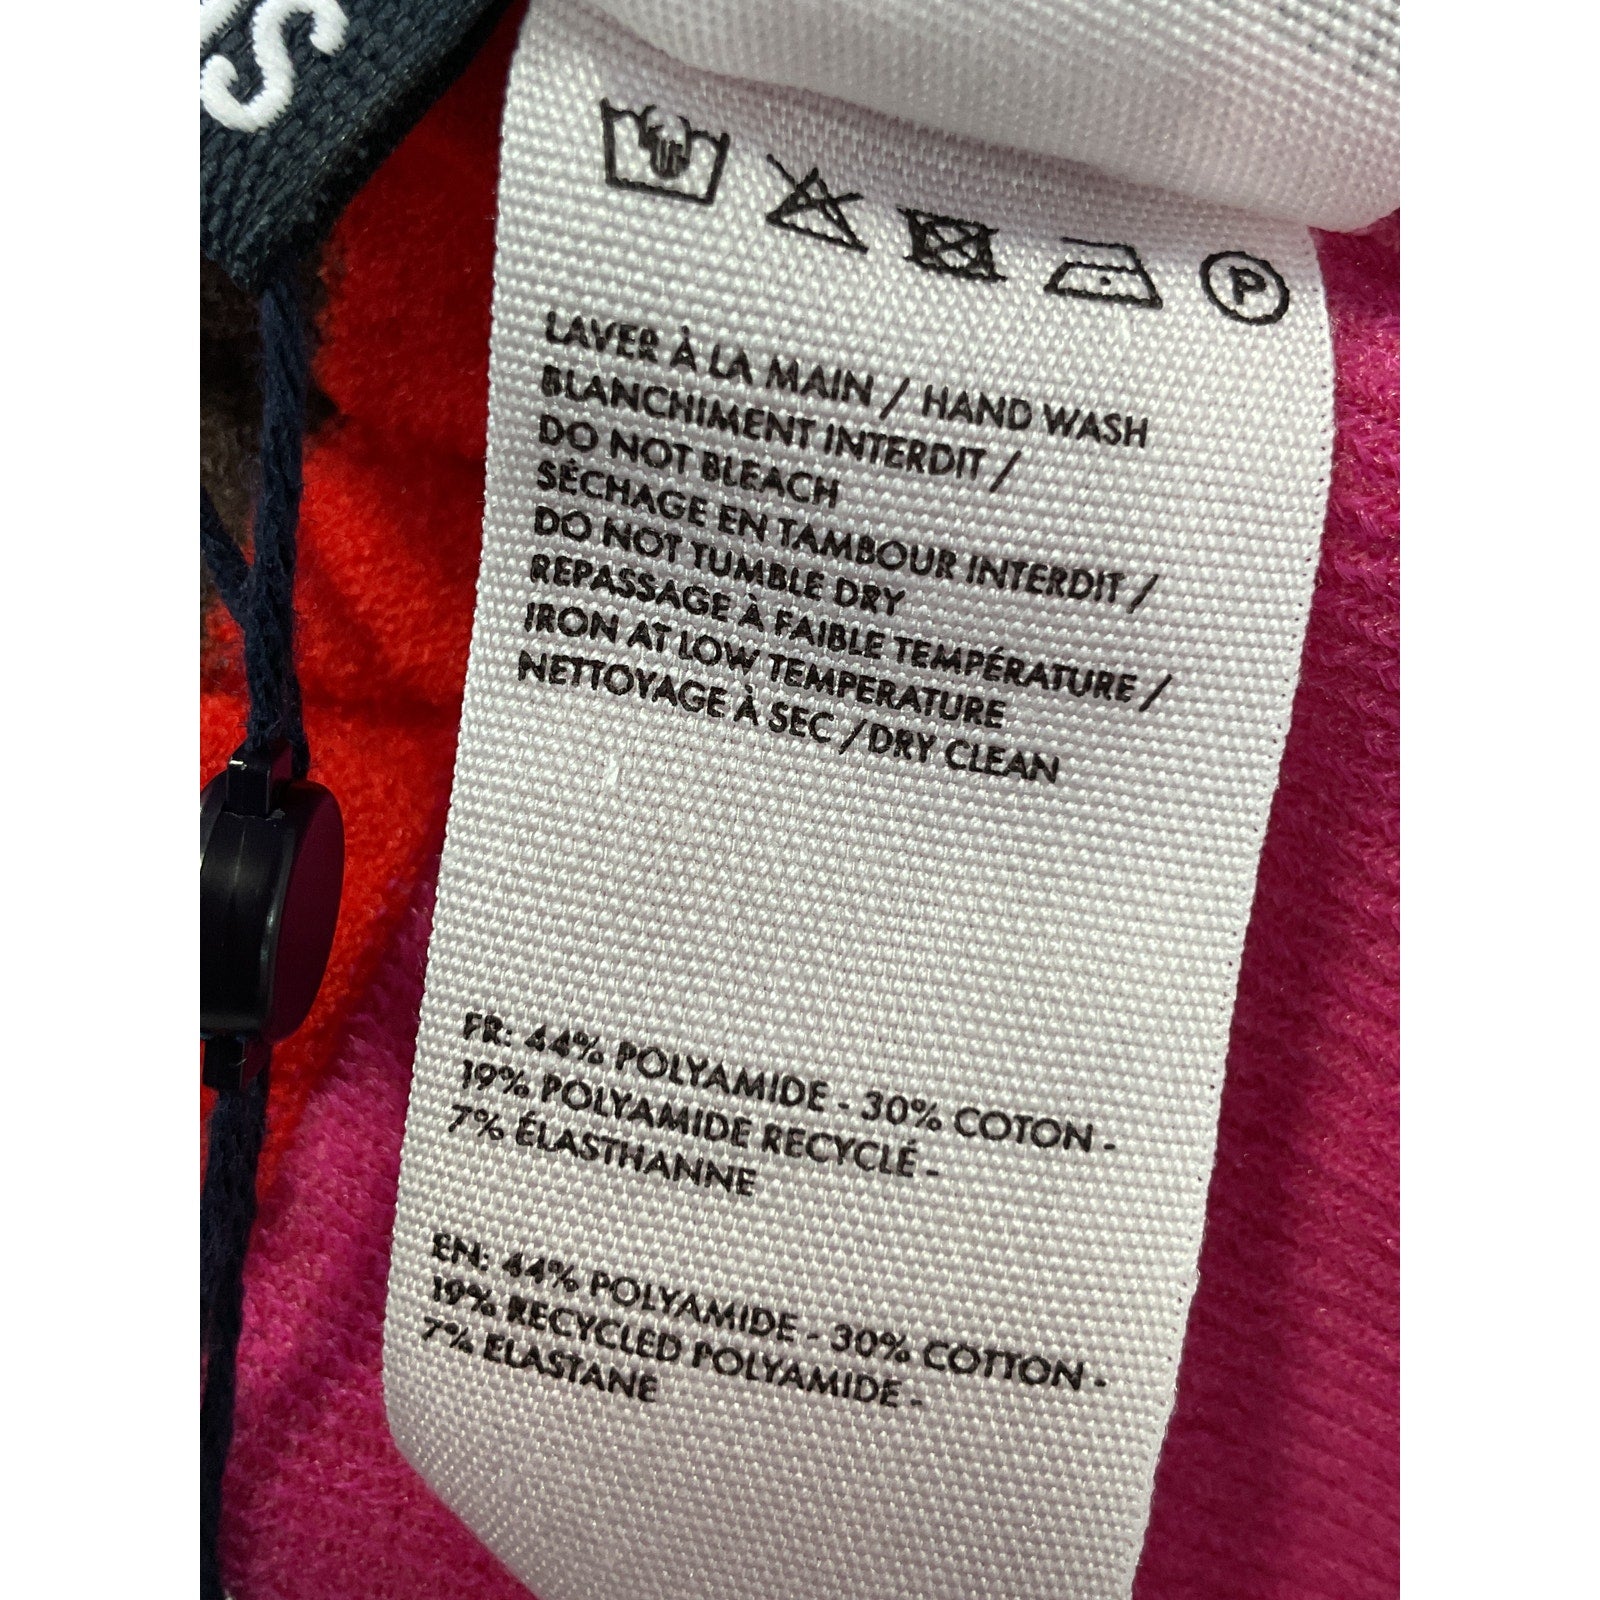 P
LAVER À LA MAIN / HAND WASH
BLANCHIMENT INTERDIT /
DO NOT BLEACH
SÉCHAGE EN TAMBOUR INTERDIT /
DO NOT TUMBLE DRY
REPASSAGE À FAIBLE TEMPÉRATURE /
IRON AT LOW TEMPERATURE
NETTOYAGE À SEC / DRY CLEAN
FR: 44% POLYAMIDE - 30% COTON -
19% POLYAMIDE RECYCLÉ -
7% ÉLASTHANNE
EN: 44% POLYAMIDE - 30% COTTON -
19% RECYCLED POLYAMIDE -
7% ELASTANE